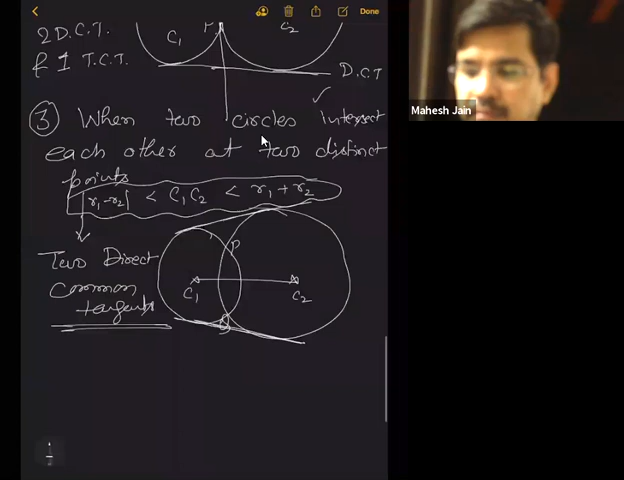 Done
2 D.C.T.
& 1 T.C.T.
C₁
P
C₂
D.C.T
③ When two circles intersect
each other at two distinct
points
|r₁-r₂| < C₁C₂ < r₁+r₂
Two Direct
common
tangents
P
C₁
C₂
Mahesh Jain